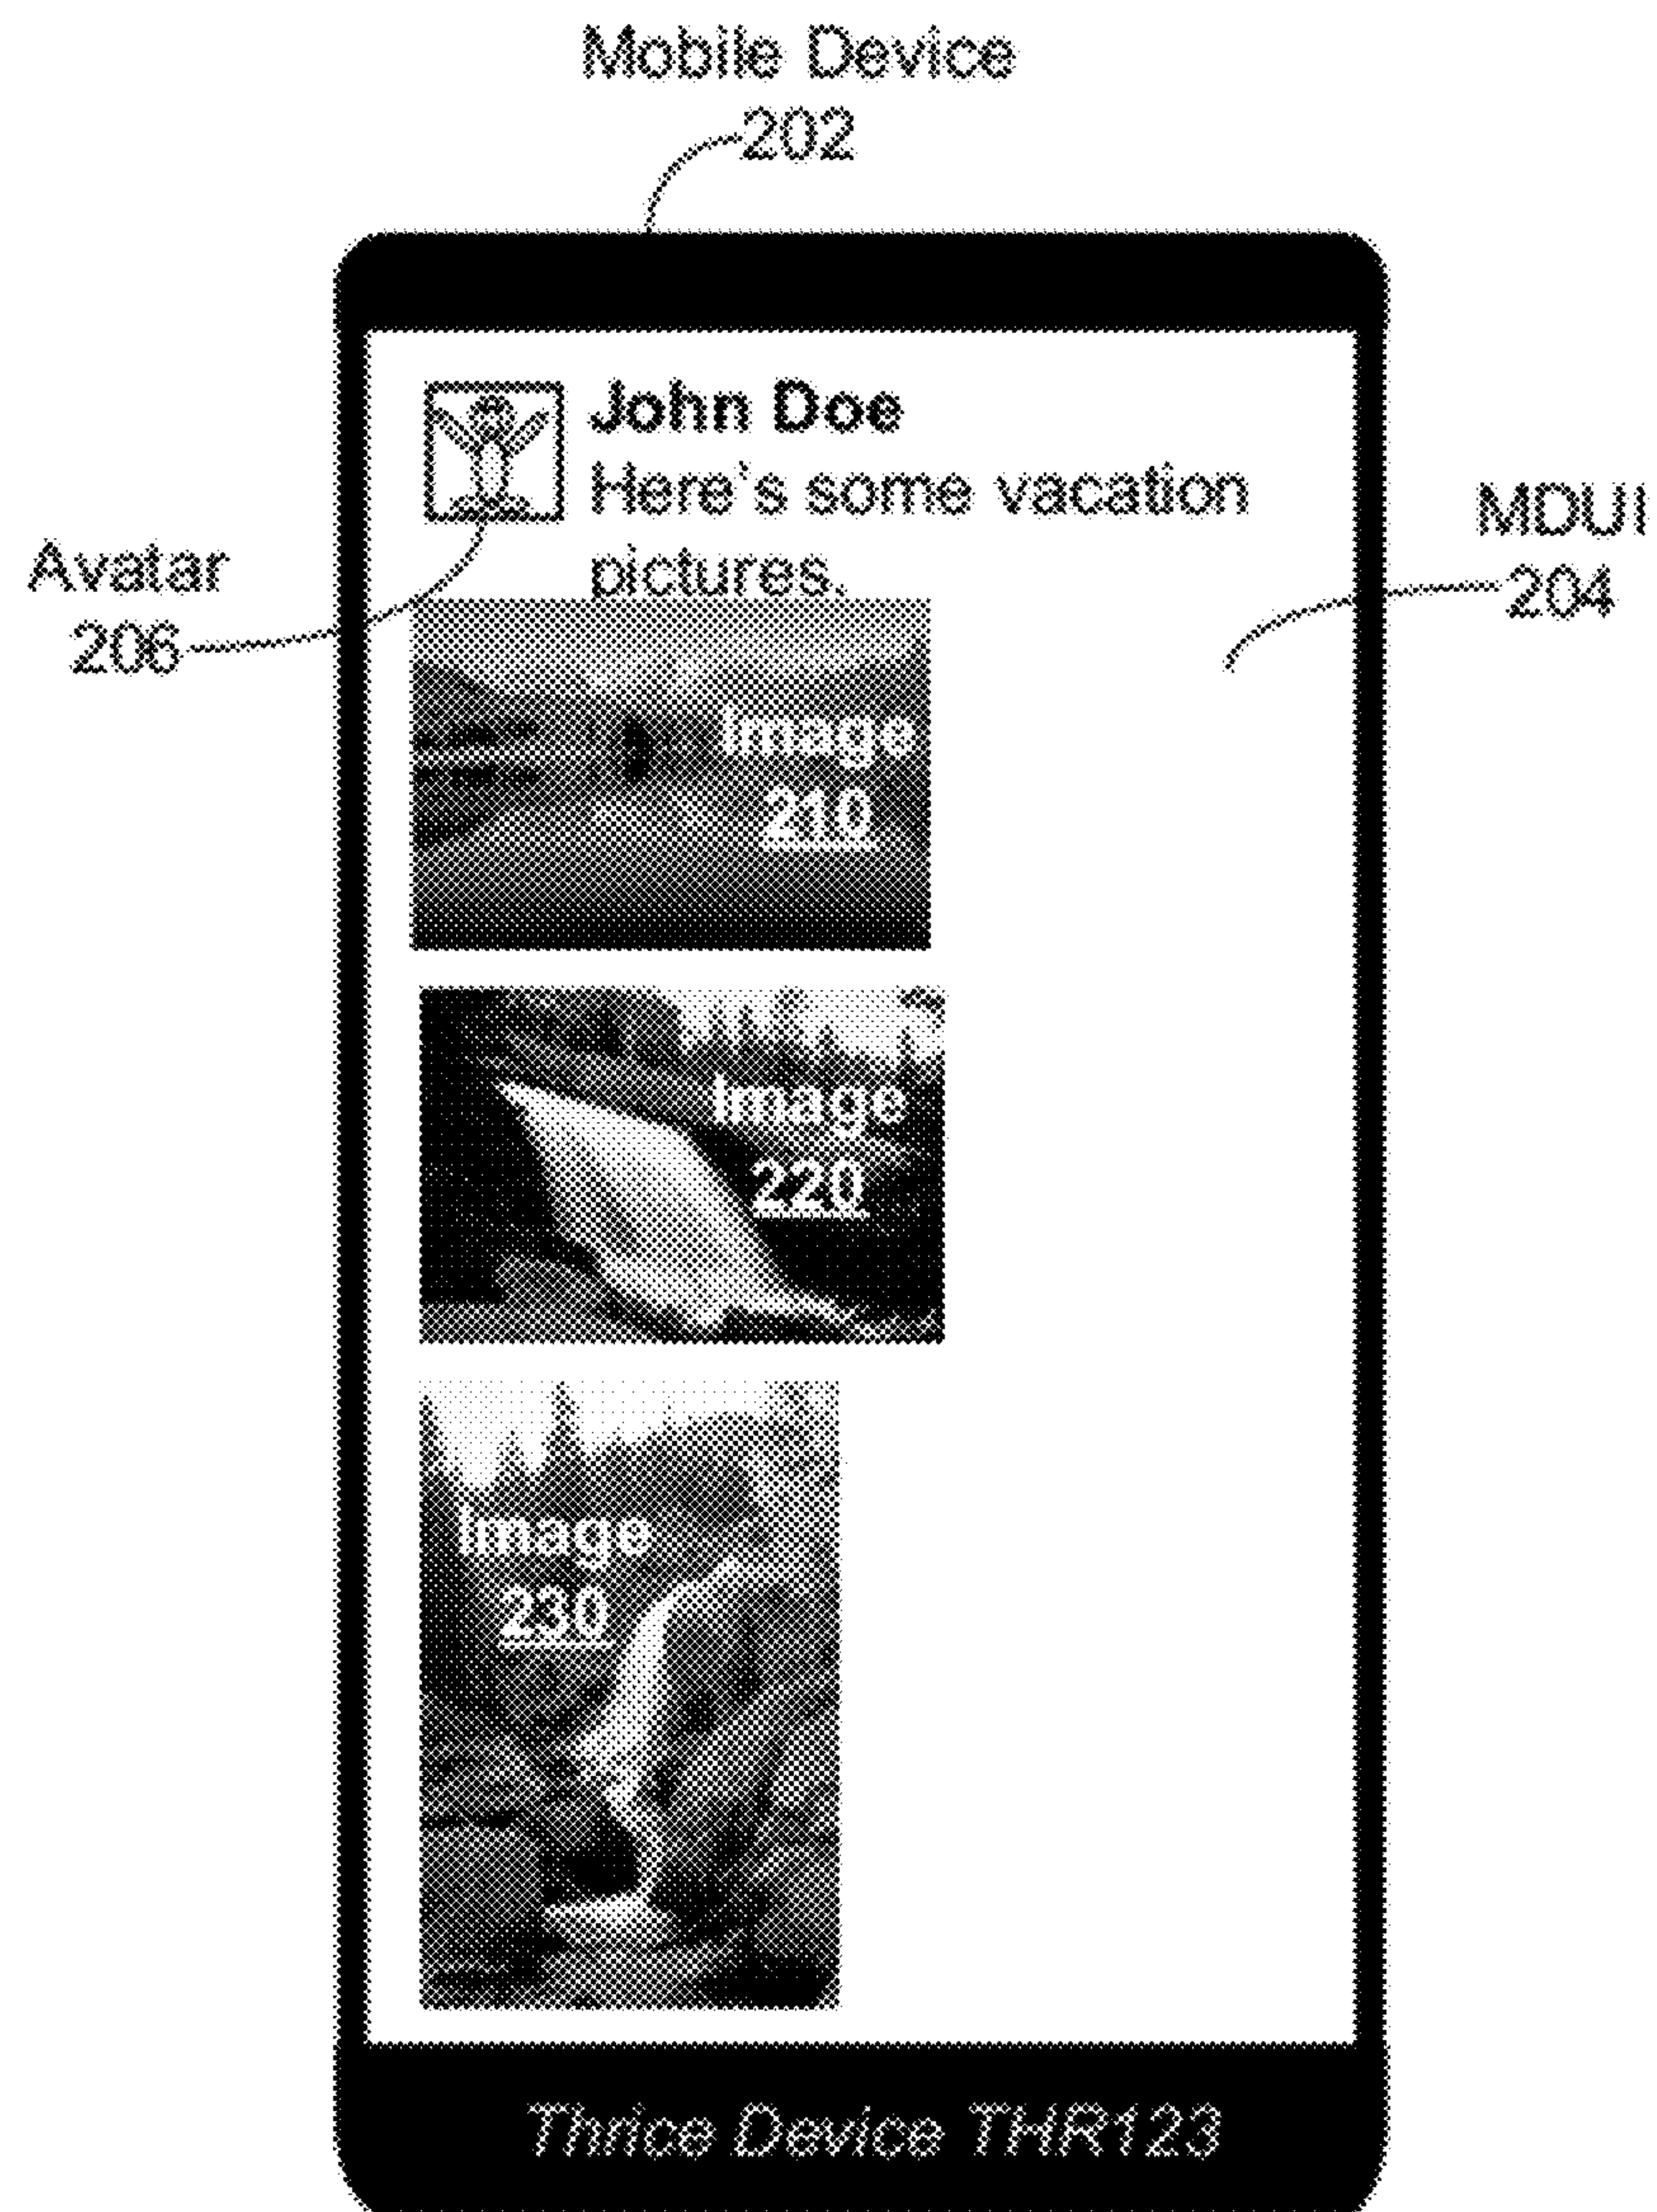 Mobile Device
202
John Doe
Here's some vacation
pictures.
Avatar
206
MDUI
204
Image
210
Image
220
Image
230
Thrice Device THR123